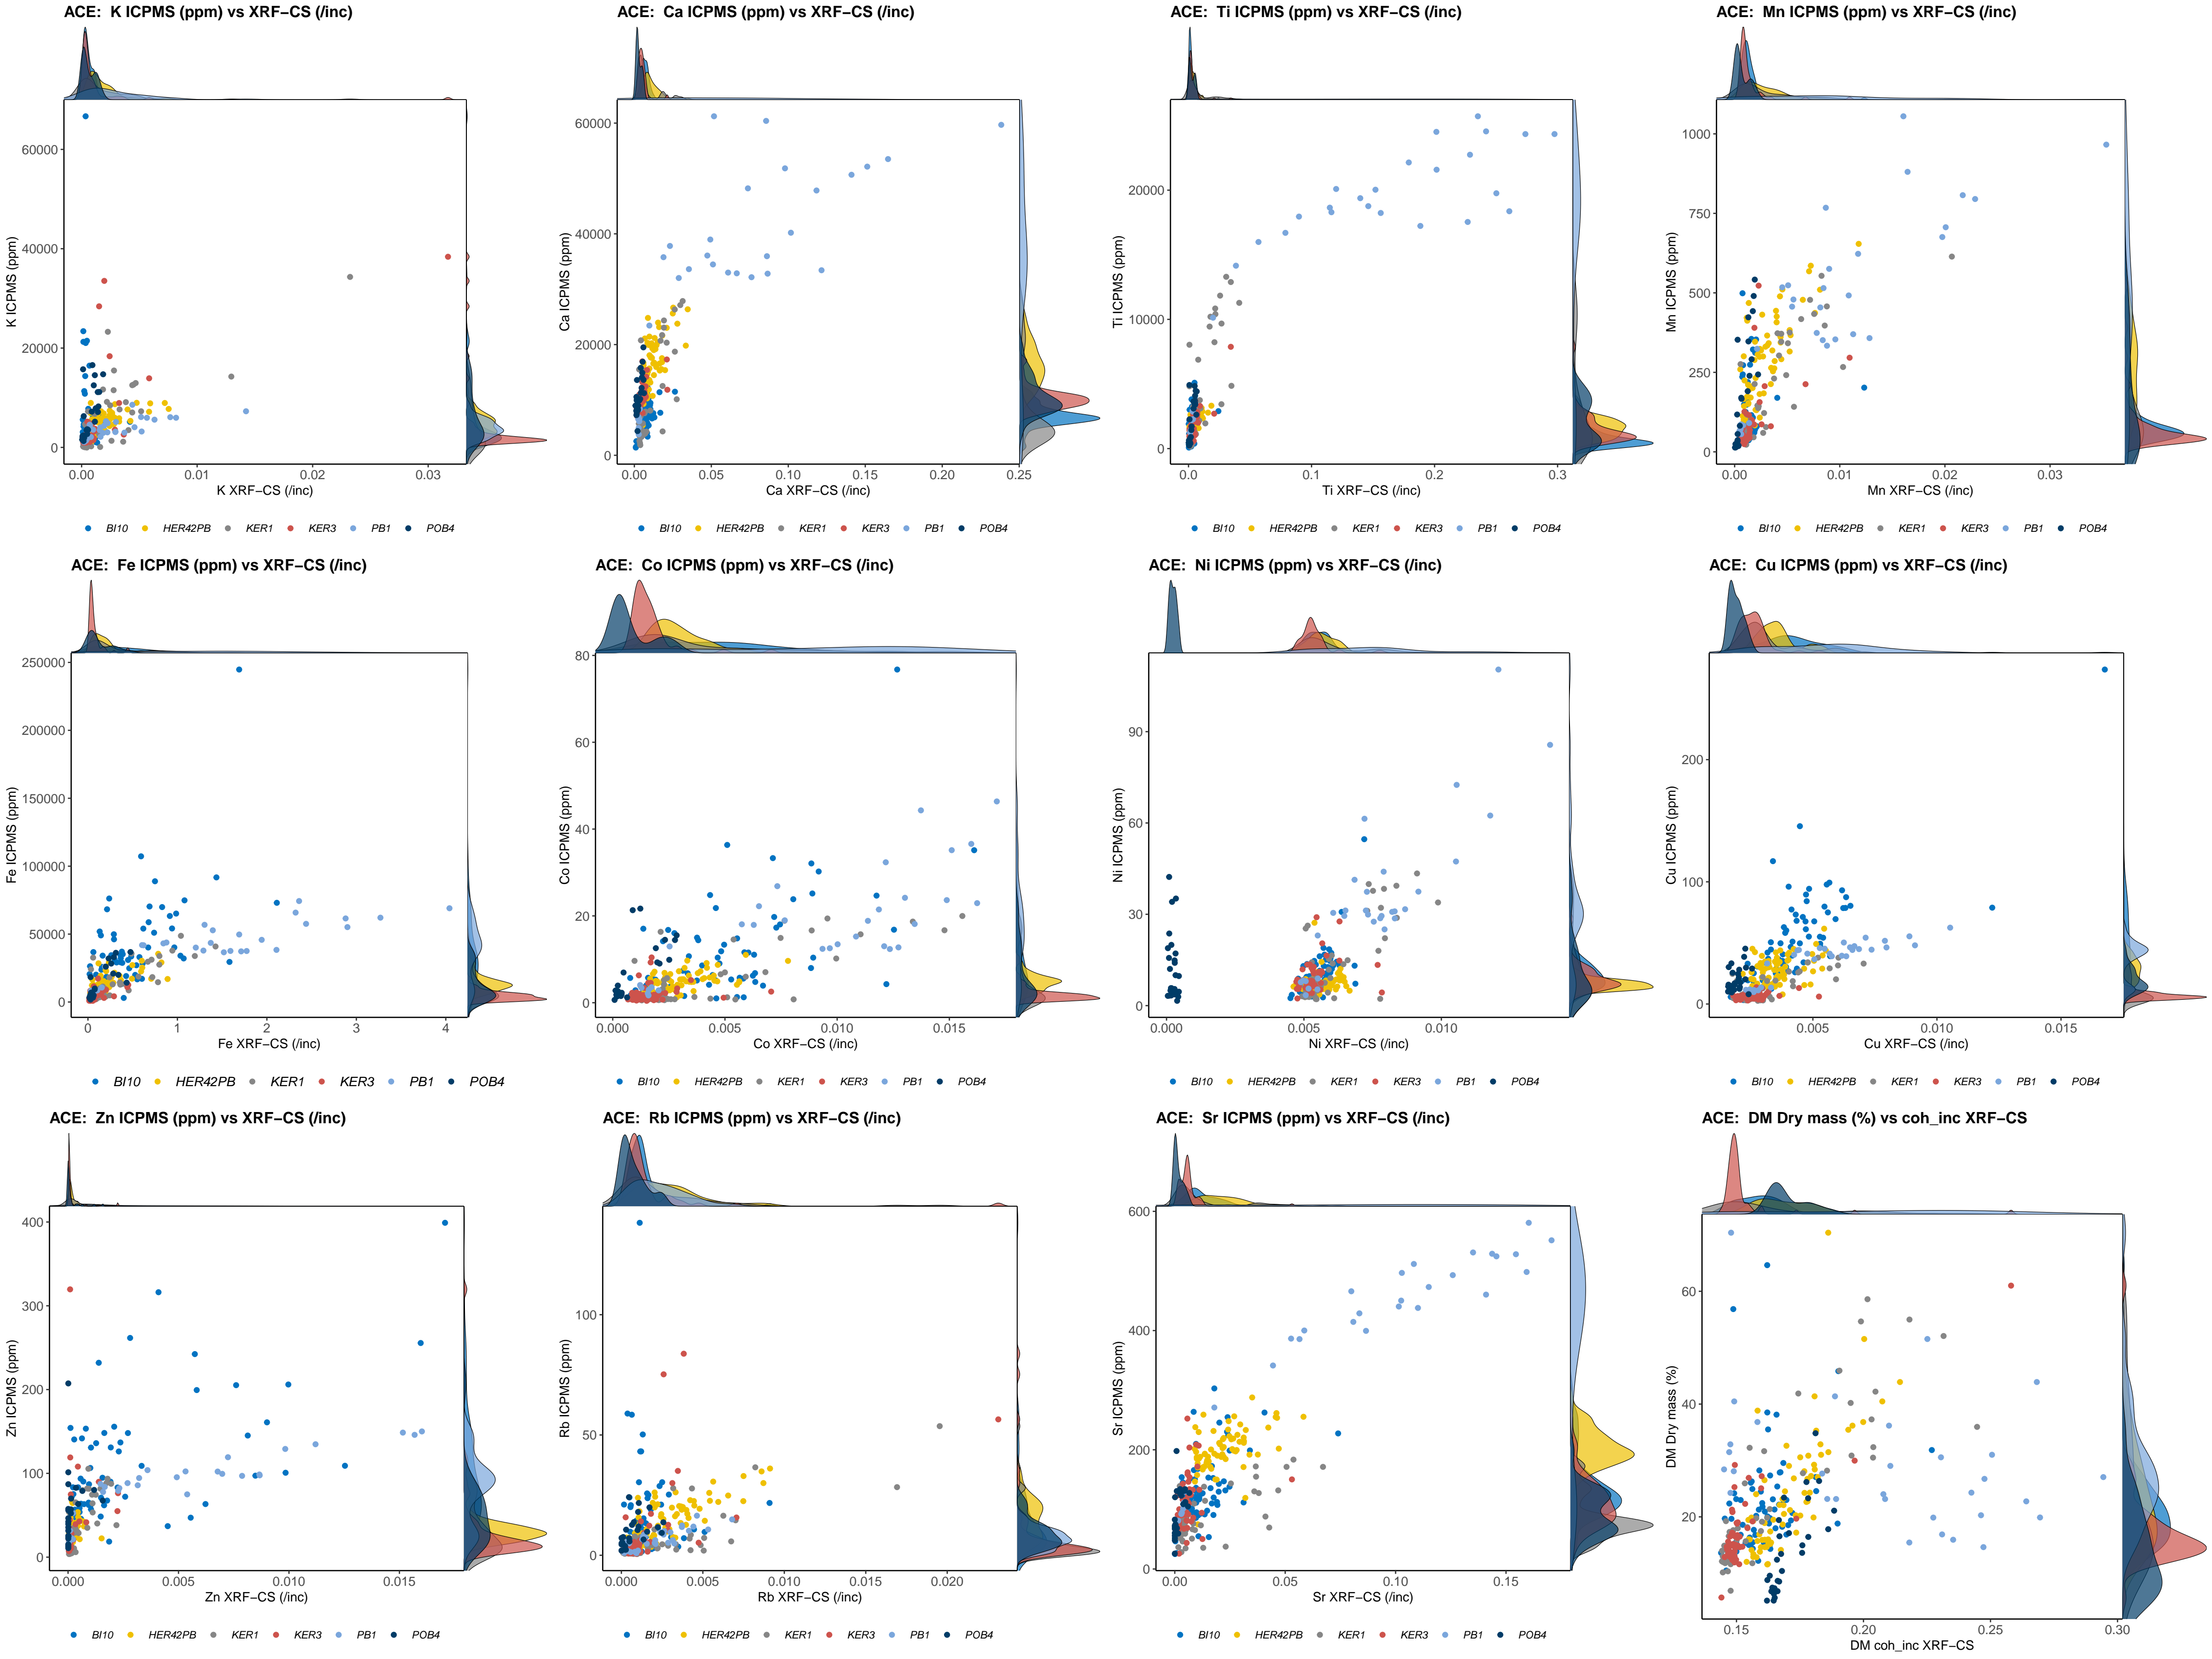 ACE: K ICPMS (ppm) vs XRF−CS (/inc)
K ICPMS (ppm)
60000
40000
20000
0
0.00 0.01 0.02 0.03
K XRF−CS (/inc)
BI10 HER42PB KER1 KER3 PB1 POB4
ACE: Ca ICPMS (ppm) vs XRF−CS (/inc)
Ca ICPMS (ppm)
60000
40000
20000
0
0.00 0.05 0.10 0.15 0.20 0.25
Ca XRF−CS (/inc)
BI10 HER42PB KER1 KER3 PB1 POB4
ACE: Ti ICPMS (ppm) vs XRF−CS (/inc)
Ti ICPMS (ppm)
20000
10000
0
0 0.1 0.2 0.3
Ti XRF−CS (/inc)
BI10 HER42PB KER1 KER3 PB1 POB4
ACE: Mn ICPMS (ppm) vs XRF−CS (/inc)
Mn ICPMS (ppm)
1000
750
500
250
0
0.00 0.01 0.02 0.03
Mn XRF−CS (/inc)
BI10 HER42PB KER1 KER3 PB1 POB4
ACE: Fe ICPMS (ppm) vs XRF−CS (/inc)
Fe ICPMS (ppm)
250000
200000
150000
100000
50000
0
0 1 2 3 4
Fe XRF−CS (/inc)
BI10 HER42PB KER1 KER3 PB1 POB4
ACE: Co ICPMS (ppm) vs XRF−CS (/inc)
Co ICPMS (ppm)
80
60
40
20
0
0.000 0.005 0.010 0.015
Co XRF−CS (/inc)
BI10 HER42PB KER1 KER3 PB1 POB4
ACE: Ni ICPMS (ppm) vs XRF−CS (/inc)
Ni ICPMS (ppm)
90
60
30
0
0.000 0.005 0.010
Ni XRF−CS (/inc)
BI10 HER42PB KER1 KER3 PB1 POB4
ACE: Cu ICPMS (ppm) vs XRF−CS (/inc)
Cu ICPMS (ppm)
200
100
0
0.005 0.010 0.015
Cu XRF−CS (/inc)
BI10 HER42PB KER1 KER3 PB1 POB4
ACE: Zn ICPMS (ppm) vs XRF−CS (/inc)
Zn ICPMS (ppm)
400
300
200
100
0
0.000 0.005 0.010 0.015
Zn XRF−CS (/inc)
BI10 HER42PB KER1 KER3 PB1 POB4
ACE: Rb ICPMS (ppm) vs XRF−CS (/inc)
Rb ICPMS (ppm)
100
50
0
0.000 0.005 0.010 0.015 0.020
Rb XRF−CS (/inc)
BI10 HER42PB KER1 KER3 PB1 POB4
ACE: Sr ICPMS (ppm) vs XRF−CS (/inc)
Sr ICPMS (ppm)
600
400
200
0
0.00 0.05 0.10 0.15
Sr XRF−CS (/inc)
BI10 HER42PB KER1 KER3 PB1 POB4
ACE: DM Dry mass (%) vs coh_inc XRF−CS
DM Dry mass (%)
60
40
20
0.15 0.20 0.25 0.30
DM coh_inc XRF−CS
BI10 HER42PB KER1 KER3 PB1 POB4